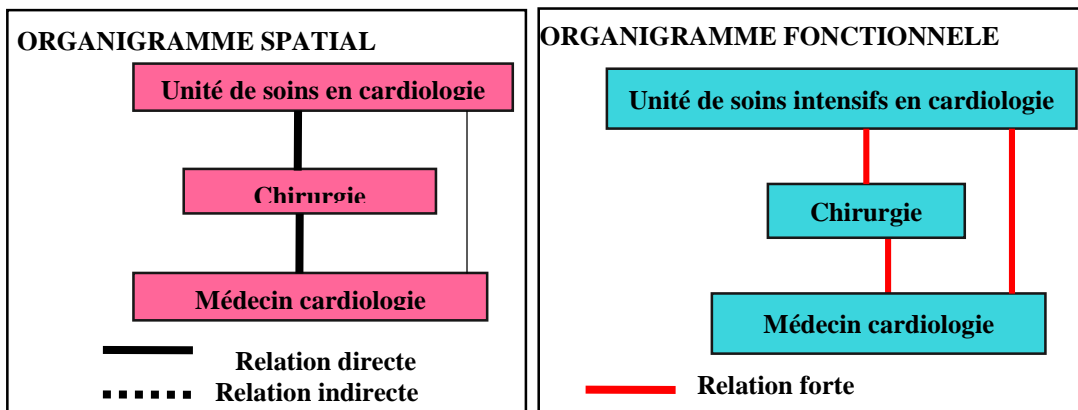 ORGANIGRAMME SPATIAL
Unité de soins en cardiologie
Chirurgie
Médecin cardiologie
Relation directe
Relation indirecte
ORGANIGRAMME FONCTIONNELE
Unité de soins intensifs en cardiologie
Chirurgie
Médecin cardiologie
Relation forte